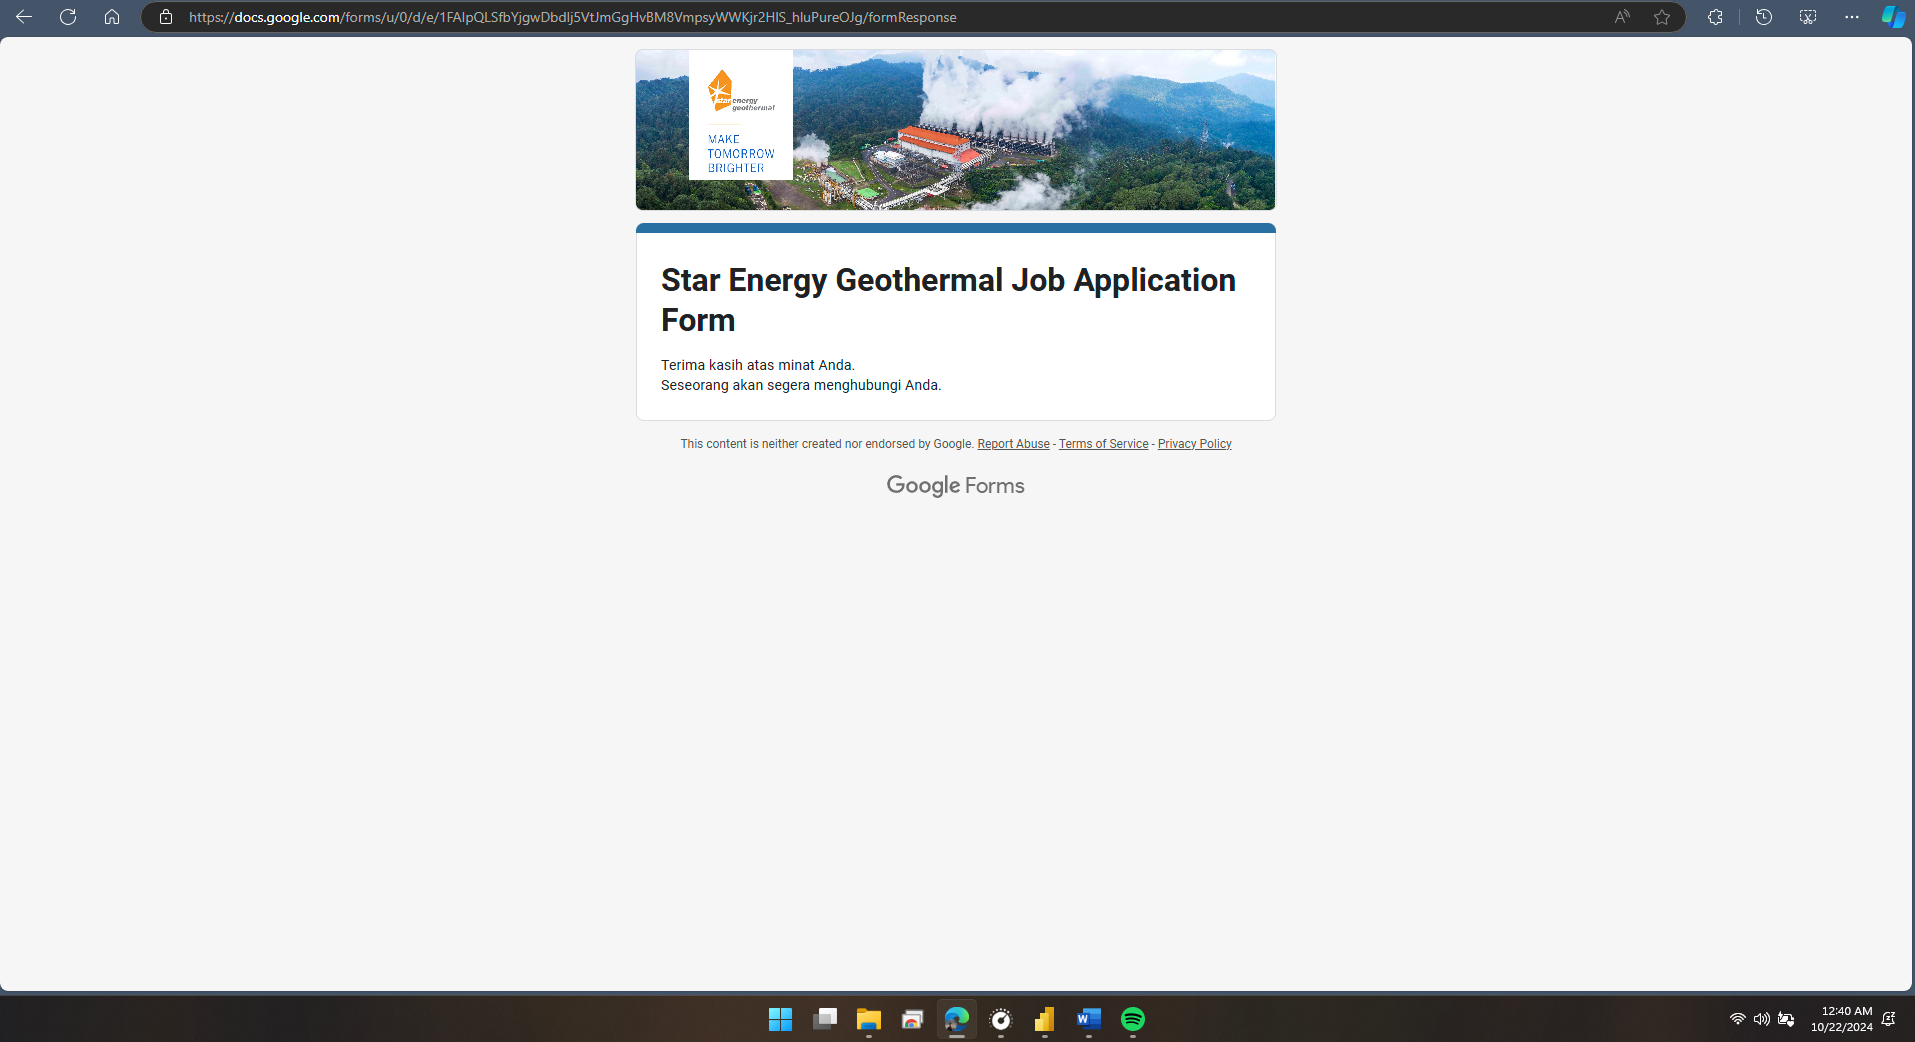 https://docs.google.com/forms/u/0/d/e/1FAIpQLSfbYjgwDbdlj5VtJmGgHvBM8VmpsyWWKjr2HlS_hluPureOJg/formResponse
star energy
geothermal
MAKE
TOMORROW
BRIGHTER
Star Energy Geothermal Job Application
Form
Terima kasih atas minat Anda.
Seseorang akan segera menghubungi Anda.
This content is neither created nor endorsed by Google. Report Abuse - Terms of Service - Privacy Policy
Google Forms
12:40 AM
10/22/2024